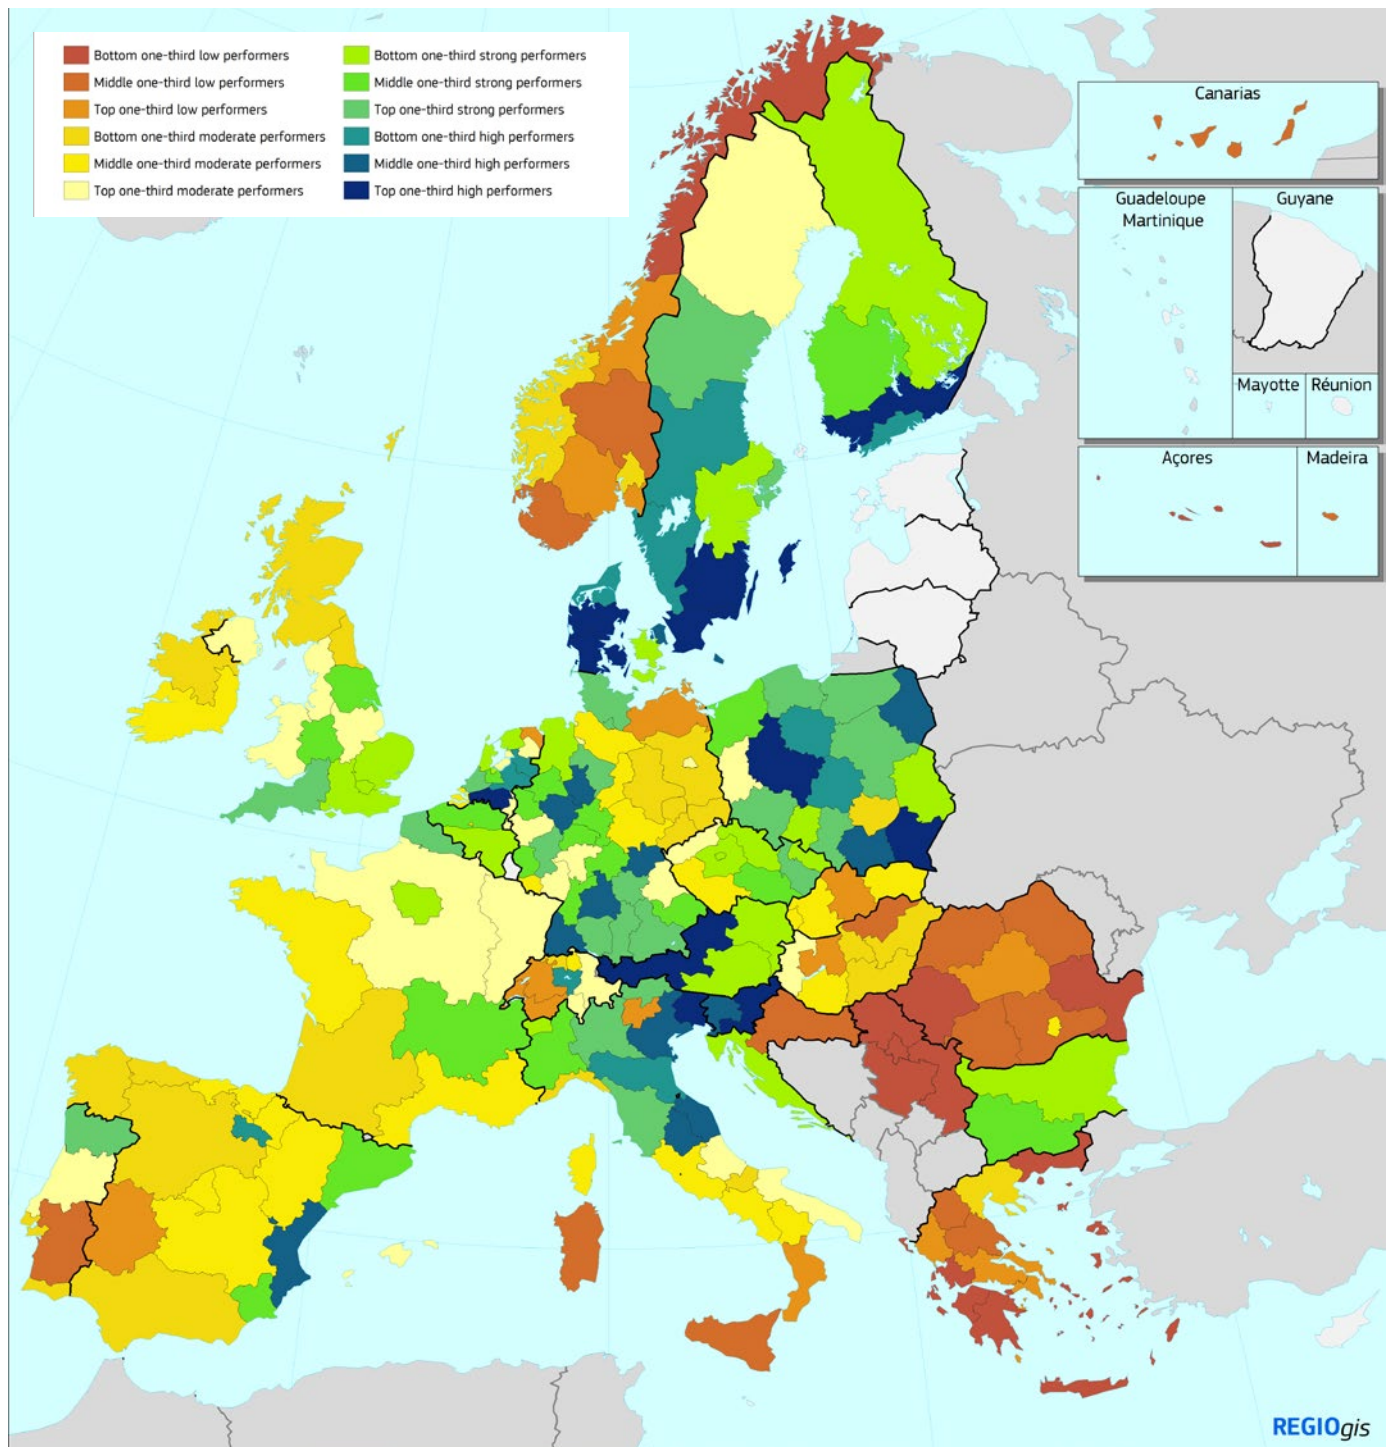 Bottom one-third low performers
Middle one-third low performers
Top one-third low performers
Bottom one-third moderate performers
Middle one-third moderate performers
Top one-third moderate performers
Bottom one-third strong performers
Middle one-third strong performers
Top one-third strong performers
Bottom one-third high performers
Middle one-third high performers
Top one-third high performers
Canarias
Guadeloupe
Martinique
Guyane
Mayotte
Réunion
Açores
Madeira
REGIOgis